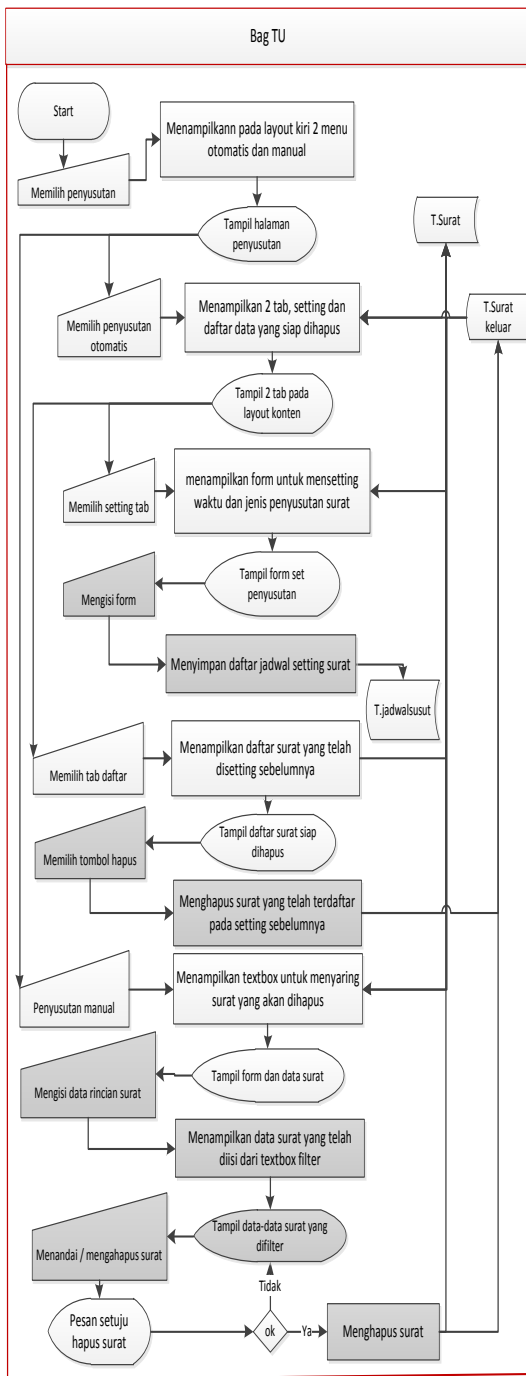 Bag TU
Start
Menampilkann pada layout kiri 2 menu
otomatis dan manual
Memilih penyusutan
Tampil halaman
penyusutan
T.Surat
Memilih penyusutan
otomatis
Menampilkan 2 tab, setting dan
daftar data yang siap dihapus
T.Surat
keluar
Tampil 2 tab pada
layout konten
Memilih setting tab
menampilkan form untuk mensetting
waktu dan jenis penyusutan surat
Tampil form set
penyusutan
Mengisi form
Menyimpan daftar jadwal setting surat
T.jadwalsusut
Memilih tab daftar
Menampilkan daftar surat yang telah
disetting sebelumnya
Tampil daftar surat siap
dihapus
Memilih tombol hapus
Menghapus surat yang telah terdaftar
pada setting sebelumnya
Penyusutan manual
Menampilkan textbox untuk menyaring
surat yang akan dihapus
Tampil form dan data surat
Mengisi data rincian surat
Menampilkan data surat yang telah
diisi dari textbox filter
Tampil data-data surat yang
difilter
Menandai / mengahapus surat
Tidak
Pesan setuju
hapus surat
ok
Ya
Menghapus surat